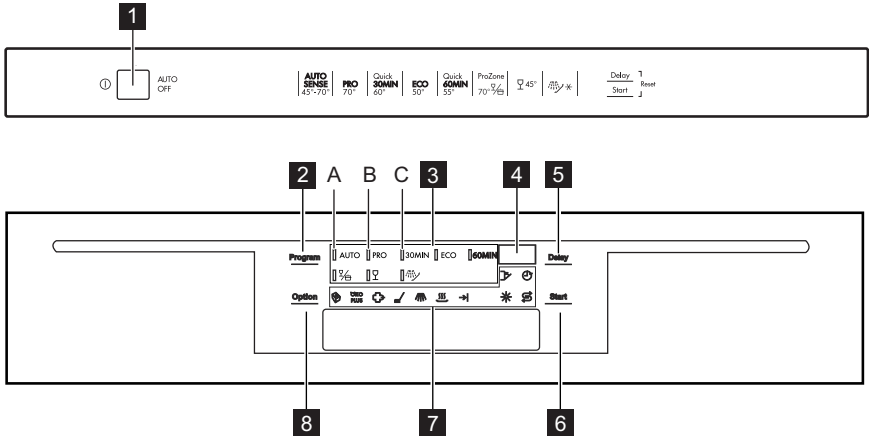 1
AUTO
OFF
AUTO
SENSE
45°-70°
PRO
70°
Quick
30MIN
60°
ECO
50°
Quick
60MIN
55°
ProZone
70°
45°
Delay
Start
Reset
2
A
B
C
3
4
5
Program
AUTO
PRO
30MIN
ECO
60MIN
Delay
Option
ÖKO
PLUS
Start
8
7
6